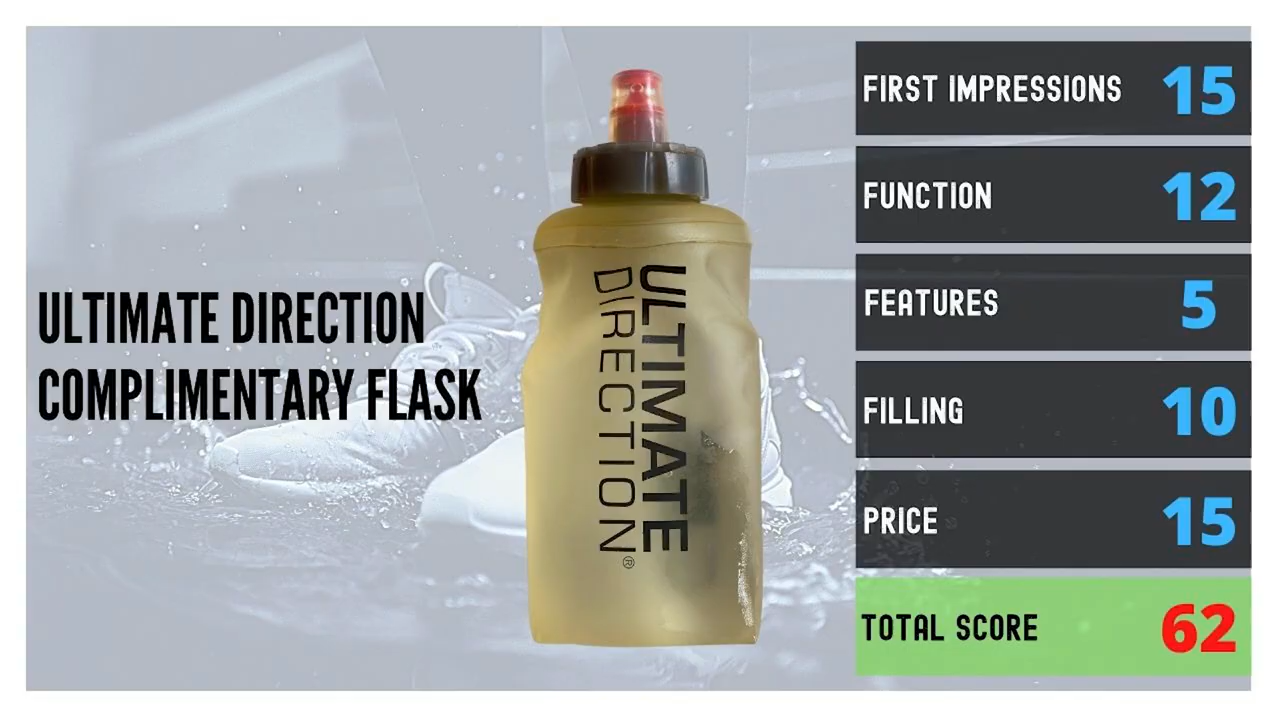 ULTIMATE DIRECTION
COMPLIMENTARY FLASK
ULTIMATE
DIRECTION®
FIRST IMPRESSIONS 15
FUNCTION 12
FEATURES 5
FILLING 10
PRICE 15
TOTAL SCORE 62